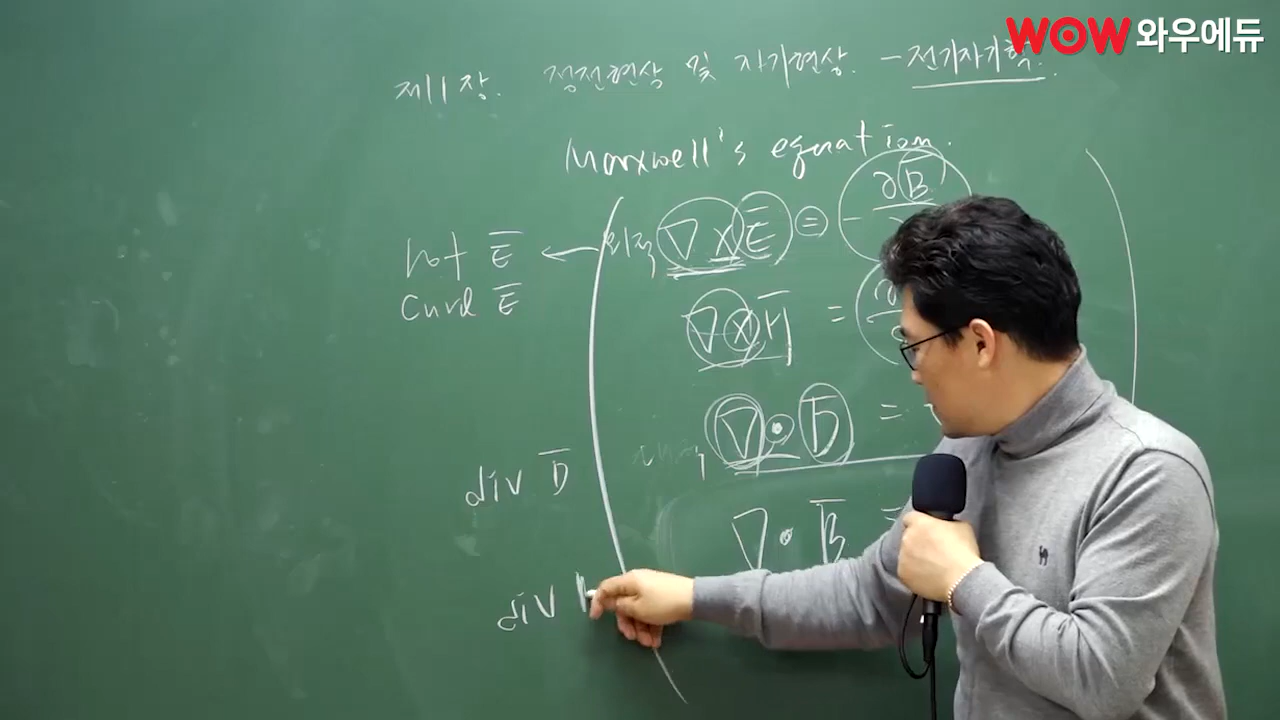 WOW 와우에듀
제1장. 정전현상 및 자기현상. - 전기자기학.
Maxwell's equation.
rot E̅ ← 외적 ∇ × E̅ = - ∂B̅
Curl E̅
∇ × H̅ = ∂
∇ • D̅ =
div D̅
∇ • B̅ =
div